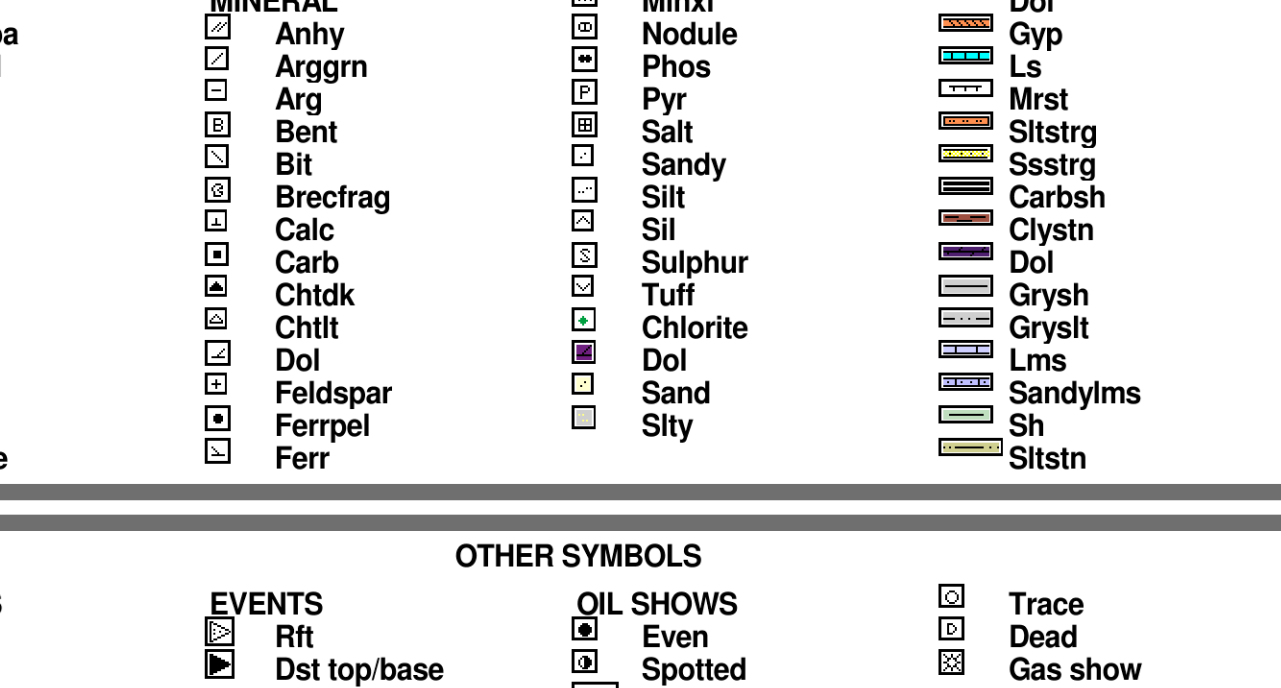 MINERAL
Anhy
Arggrn
Arg
Bent
Bit
Brecfrag
Calc
Carb
Chtdk
Chtlt
Dol
Feldspar
Ferrpel
Ferr
Minxl
Nodule
Phos
Pyr
Salt
Sandy
Silt
Sil
Sulphur
Tuff
Chlorite
Dol
Sand
Slty
Dol
Gyp
Ls
Mrst
Sltstrg
Ssstrg
Carbsh
Clystn
Dol
Grysh
Gryslt
Lms
Sandylms
Sh
Sltstn
OTHER SYMBOLS
EVENTS
Rft
Dst top/base
OIL SHOWS
Even
Spotted
Trace
Dead
Gas show